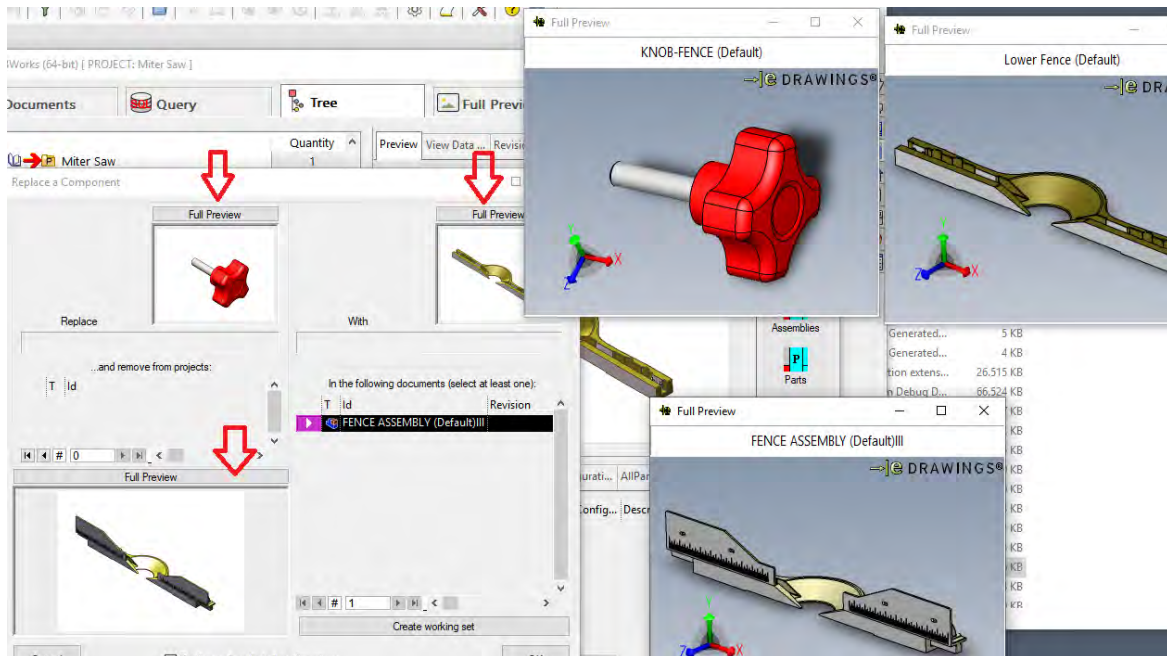 Full Preview
KNOB-FENCE (Default)
eDRAWINGS®
Y
X
Z
Full Preview
Lower Fence (Default)
Y
X
Z
Works (64-bit) [ PROJECT: Miter Saw ]
Documents
Query
Tree
Full Previ
Quantity
Preview
View Data ...
Revisi
Miter Saw
1
Replace a Component
Full Preview
Full Preview
Replace
With
...and remove from projects:
T Id
In the following documents (select at least one):
T Id Revision
FENCE ASSEMBLY (Default)III
# 0
Full Preview
# 1
Create working set
Assemblies
P
Parts
Generated... 5 KB
Generated... 4 KB
tion extens... 26.515 KB
n Debug D... 66.524 KB
KB
KB
KB
KB
KB
KB
KB
KB
KB
KB
KB
urati...
AllPar
Config...
Descr
Full Preview
FENCE ASSEMBLY (Default)III
eDRAWINGS®
Y
X
Z